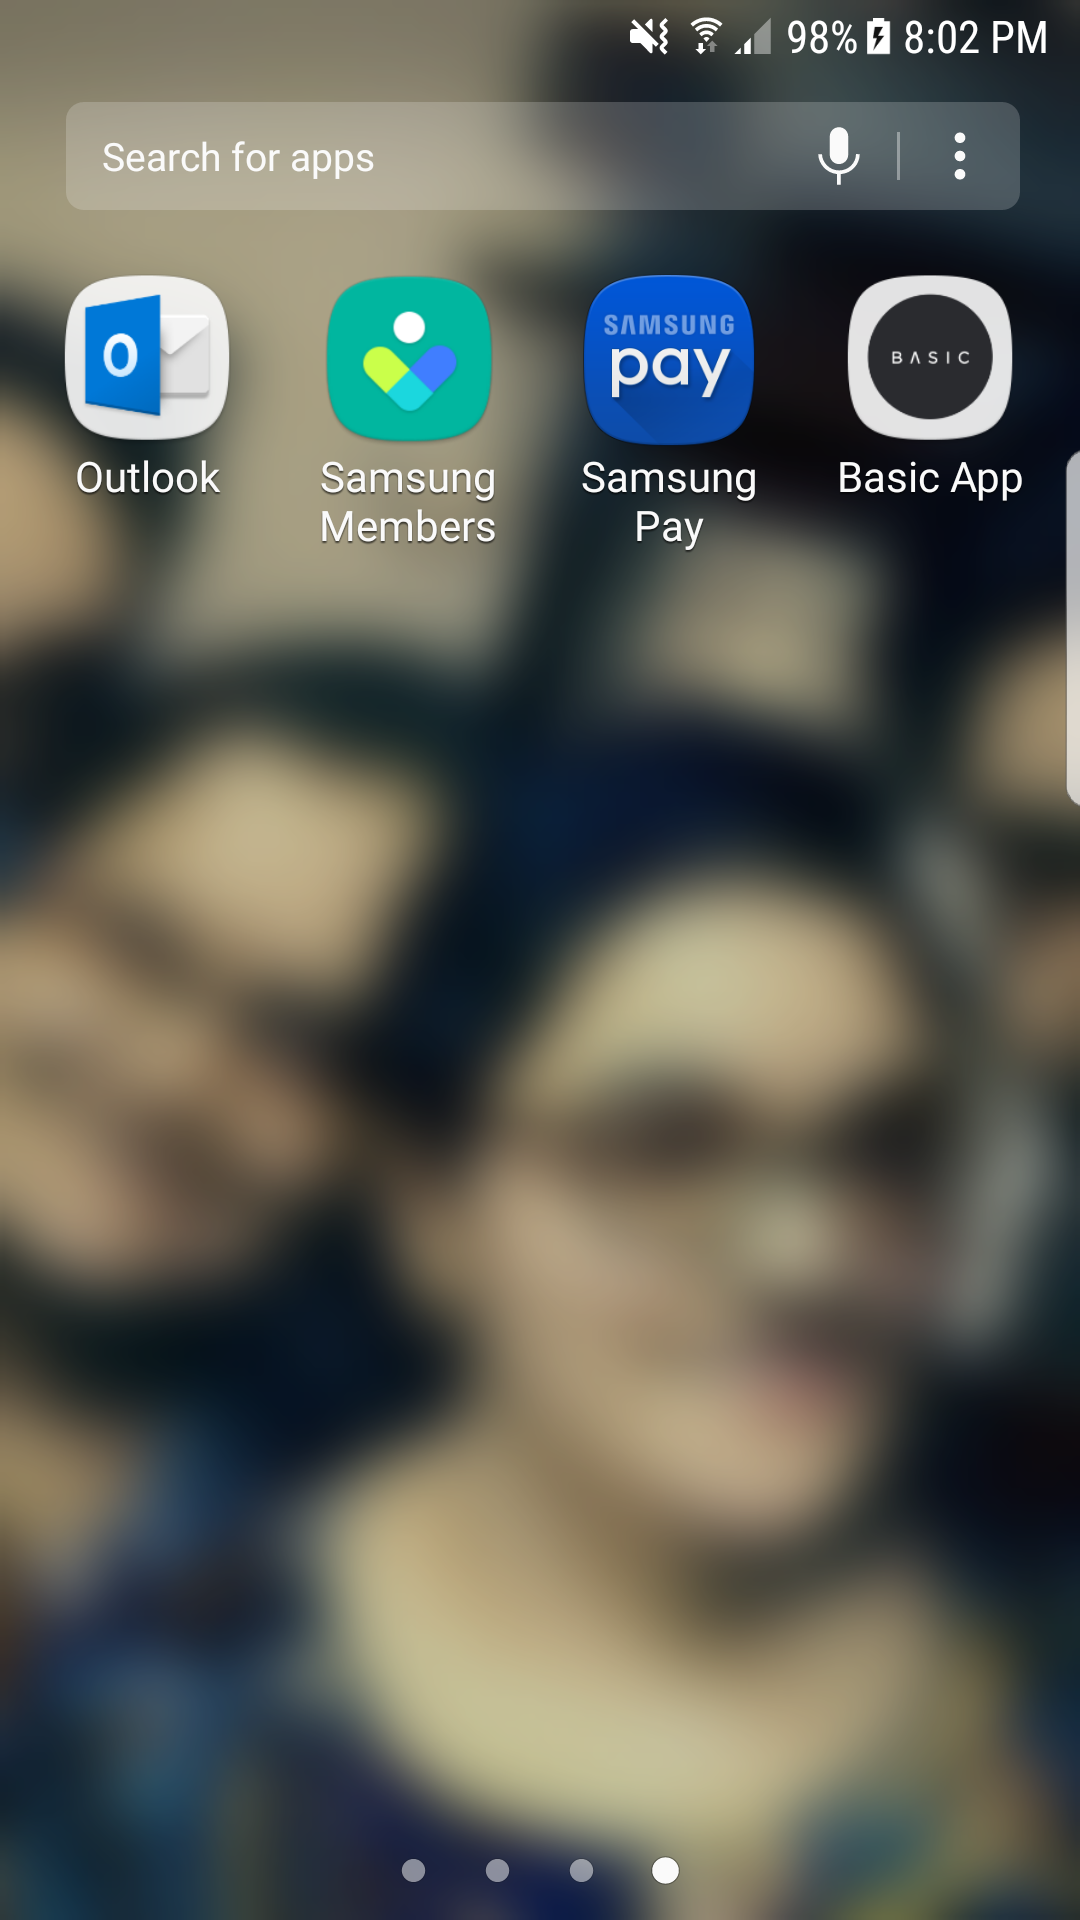 98% 8:02 PM
Search for apps
O
SAMSUNG
pay
BASIC
Outlook
Samsung
Members
Samsung
Pay
Basic App